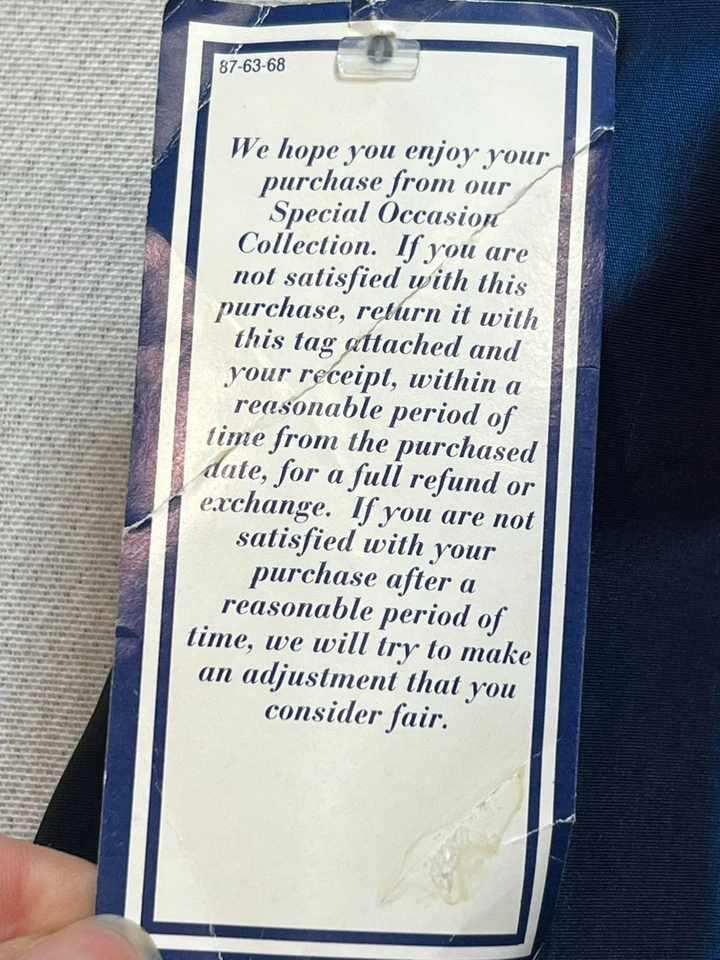 87-63-68
We hope you enjoy your
purchase from our
Special Occasion
Collection. If you are
not satisfied with this
purchase, return it with
this tag attached and
your receipt, within a
reasonable period of
time from the purchased
date, for a full refund or
exchange. If you are not
satisfied with your
purchase after a
reasonable period of
time, we will try to make
an adjustment that you
consider fair.